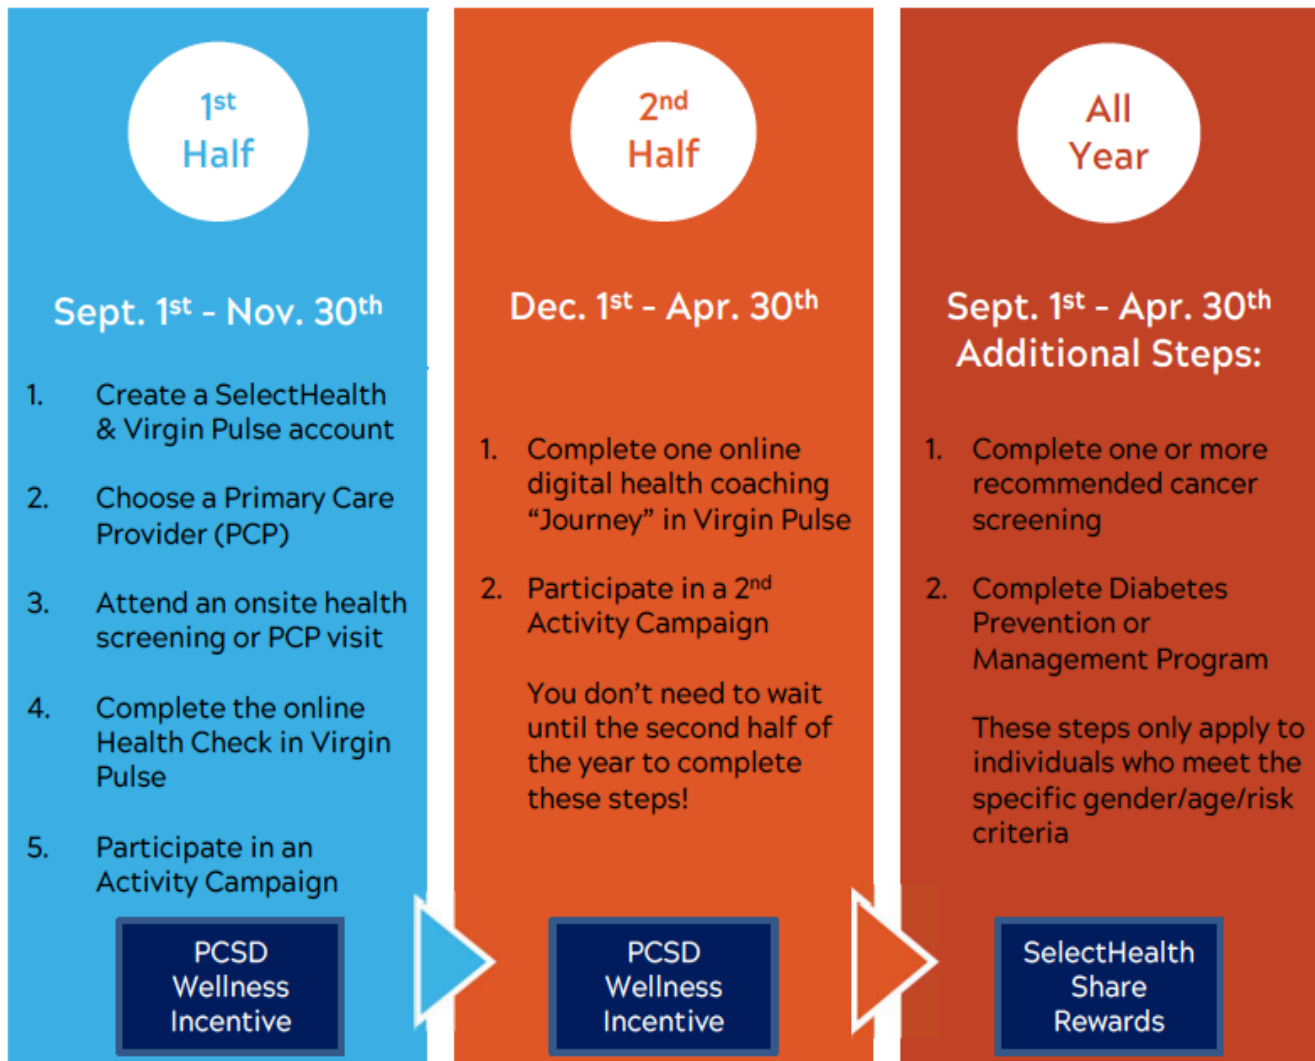 1st
Half
Sept. 1st - Nov. 30th
1. Create a SelectHealth
& Virgin Pulse account
2. Choose a Primary Care
Provider (PCP)
3. Attend an onsite health
screening or PCP visit
4. Complete the online
Health Check in Virgin
Pulse
5. Participate in an
Activity Campaign
PCSD
Wellness
Incentive
2nd
Half
Dec. 1st - Apr. 30th
1. Complete one online
digital health coaching
“Journey” in Virgin Pulse
2. Participate in a 2nd
Activity Campaign
You don’t need to wait
until the second half of
the year to complete
these steps!
PCSD
Wellness
Incentive
All
Year
Sept. 1st - Apr. 30th
Additional Steps:
1. Complete one or more
recommended cancer
screening
2. Complete Diabetes
Prevention or
Management Program
These steps only apply to
individuals who meet the
specific gender/age/risk
criteria
SelectHealth
Share
Rewards